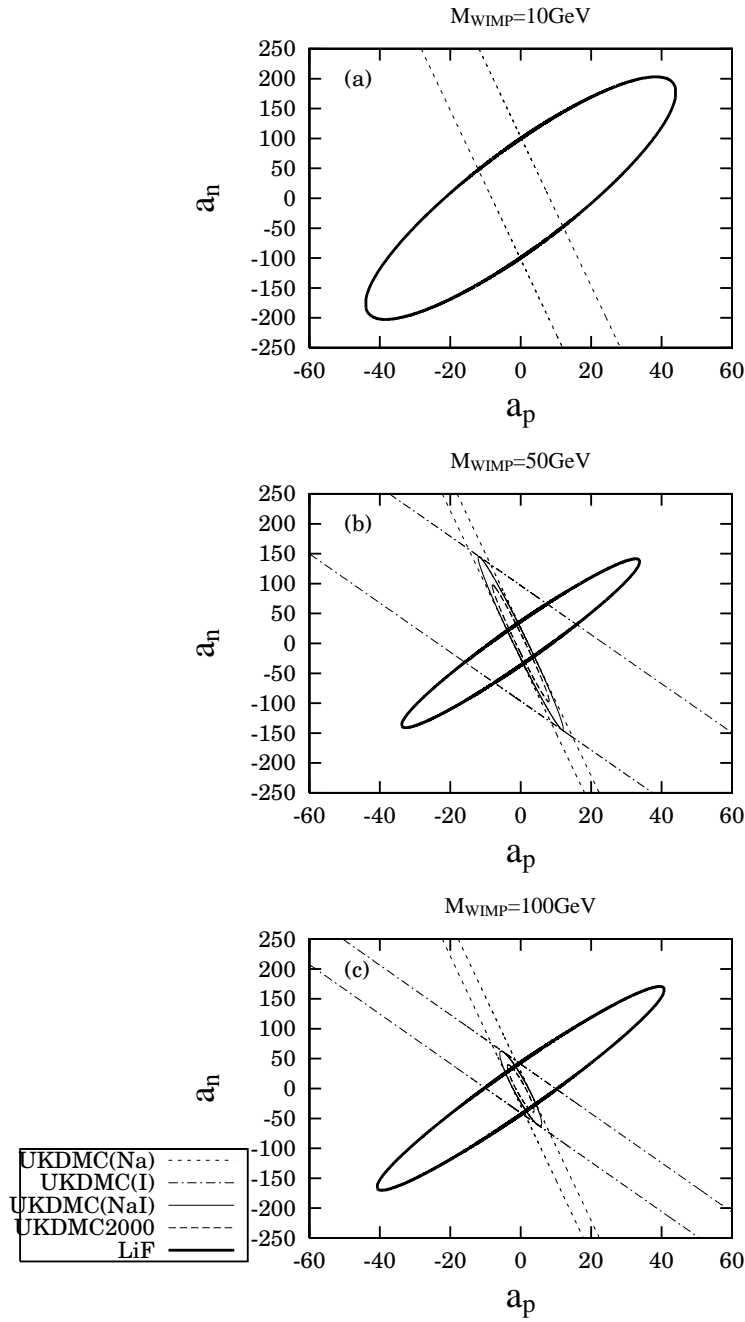 M_WIMP=10GeV
250
200
150
100
50
0
-50
-100
-150
-200
-250
(a)
a_n
-60 -40 -20 0 20 40 60
a_p
M_WIMP=50GeV
250
200
150
100
50
0
-50
-100
-150
-200
-250
(b)
a_n
-60 -40 -20 0 20 40 60
a_p
M_WIMP=100GeV
250
200
150
100
50
0
-50
-100
-150
-200
-250
(c)
a_n
-60 -40 -20 0 20 40 60
a_p
UKDMC(Na)
UKDMC(I)
UKDMC(NaI)
UKDMC2000
LiF